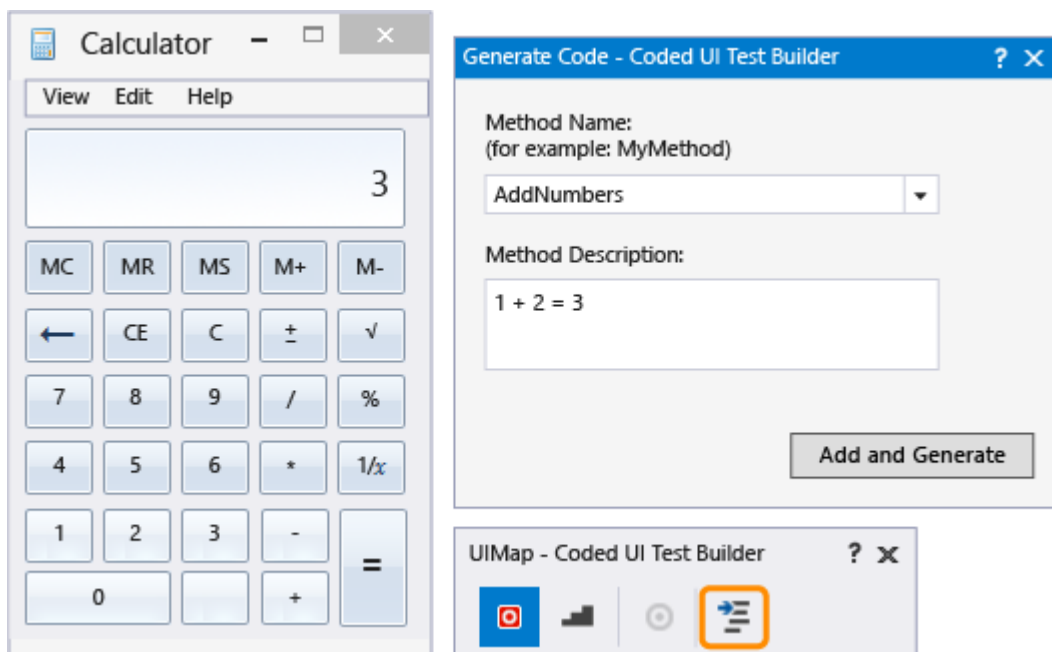 Calculator
View Edit Help
3
MC MR MS M+ M-
← CE C ± √
7 8 9 / %
4 5 6 * 1/x
1 2 3 - =
0 +
Generate Code - Coded UI Test Builder
Method Name:
(for example: MyMethod)
AddNumbers
Method Description:
1 + 2 = 3
Add and Generate
UIMap - Coded UI Test Builder